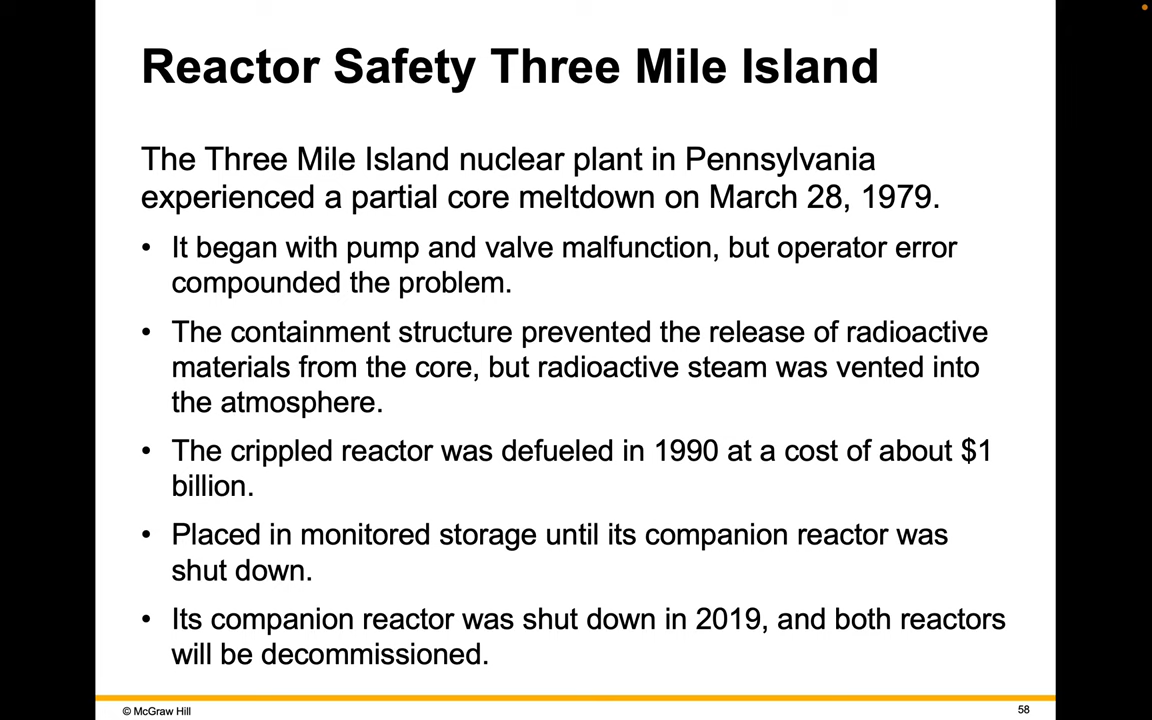 Reactor Safety Three Mile Island
The Three Mile Island nuclear plant in Pennsylvania
experienced a partial core meltdown on March 28, 1979.
• It began with pump and valve malfunction, but operator error
compounded the problem.
• The containment structure prevented the release of radioactive
materials from the core, but radioactive steam was vented into
the atmosphere.
• The crippled reactor was defueled in 1990 at a cost of about $1
billion.
• Placed in monitored storage until its companion reactor was
shut down.
• Its companion reactor was shut down in 2019, and both reactors
will be decommissioned.
© McGraw Hill
58